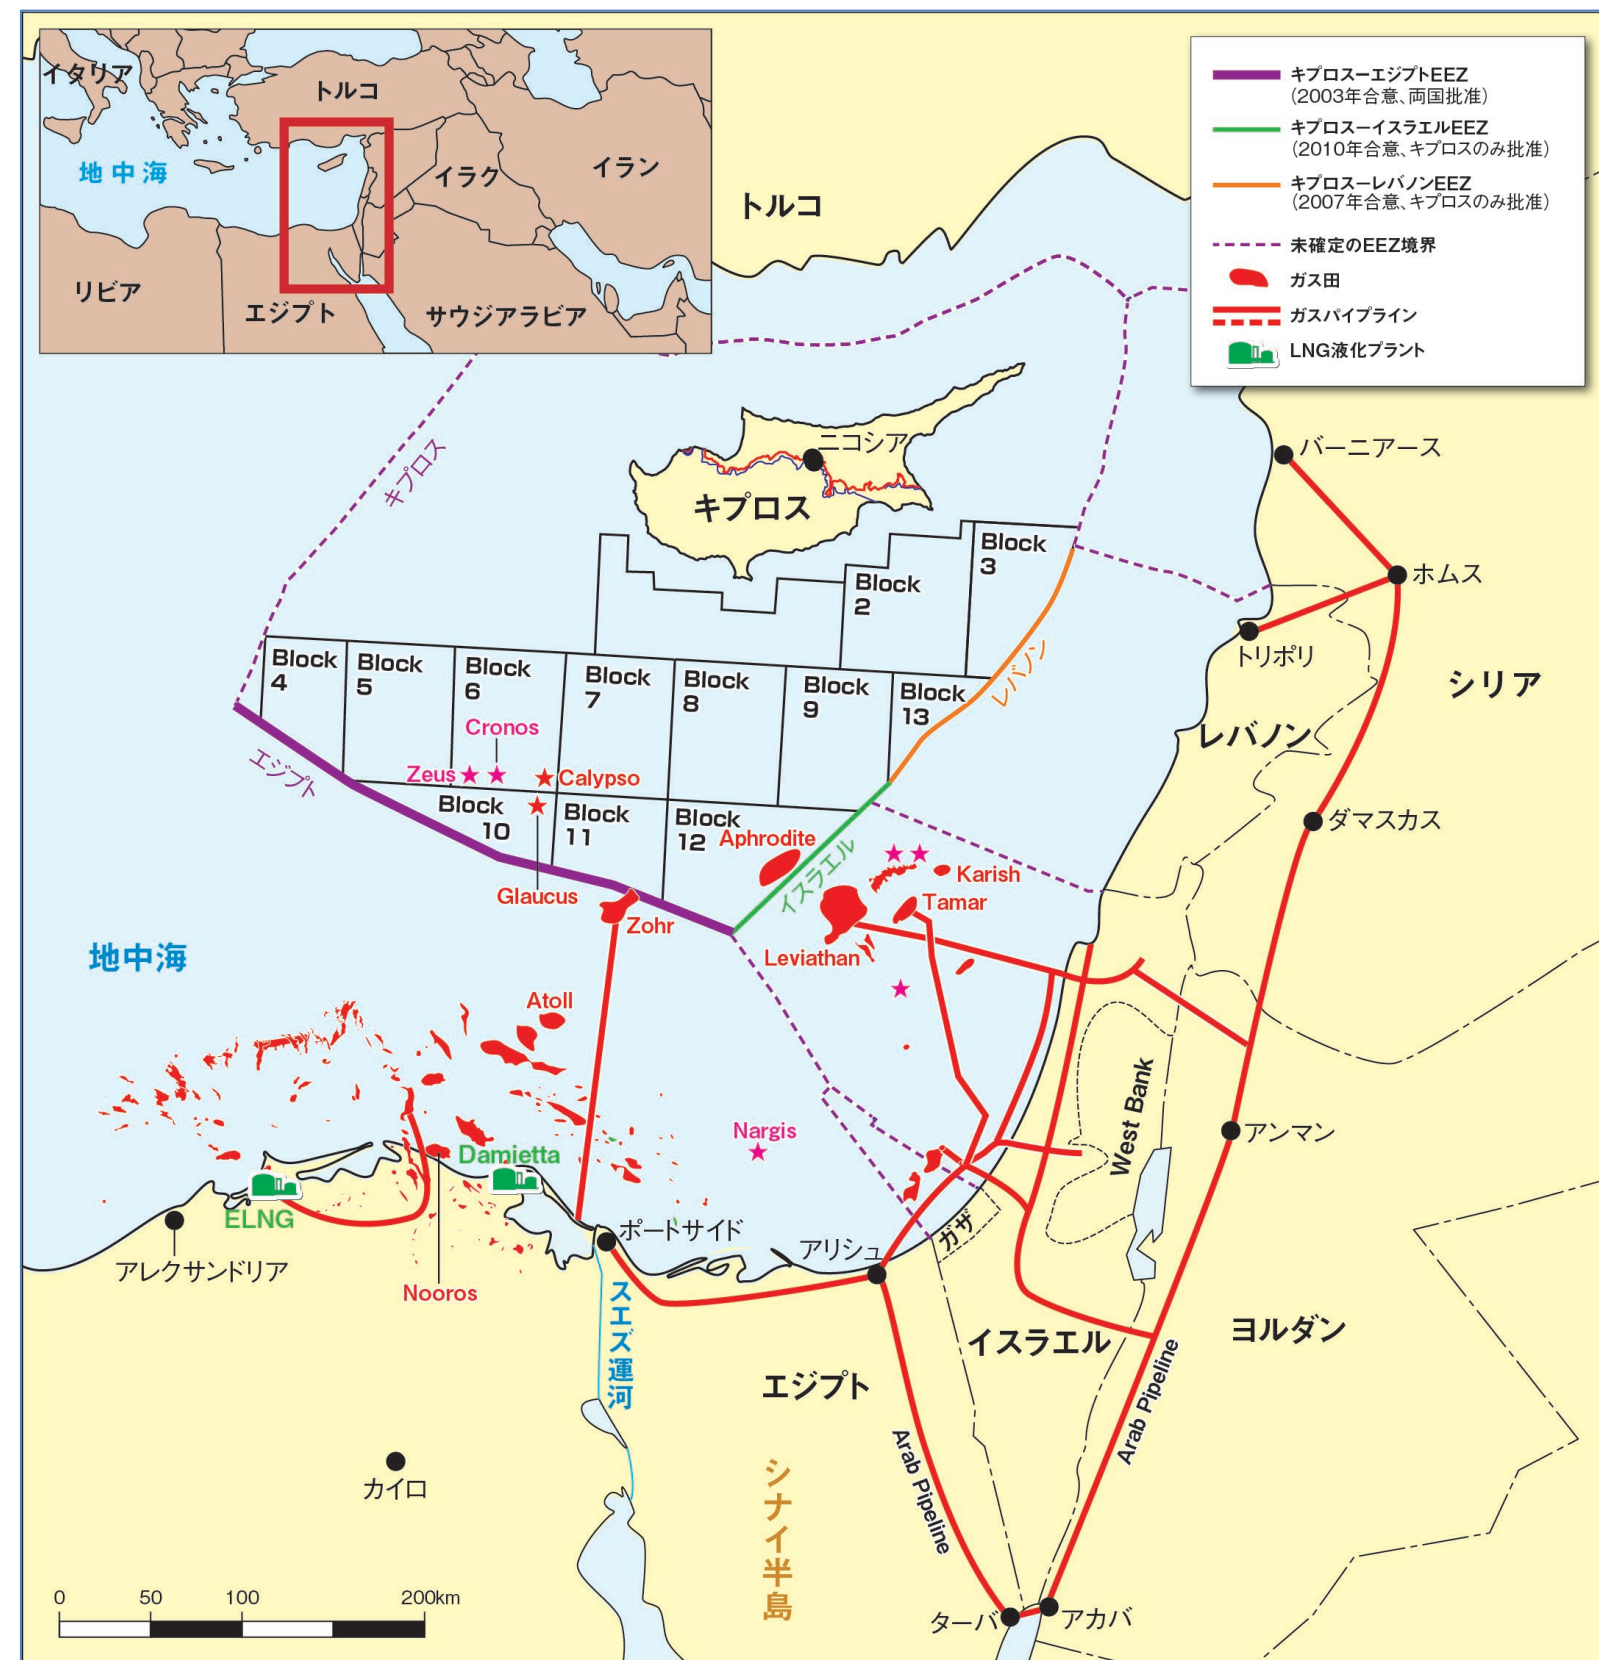 イタリア
トルコ
地中海
イラク
イラン
リビア
エジプト
サウジアラビア
キプロスーエジプトEEZ
(2003年合意、両国批准)
キプロスーイスラエルEEZ
(2010年合意、キプロスのみ批准)
キプロスーレバノンEEZ
(2007年合意、キプロスのみ批准)
未確定のEEZ境界
ガス田
ガスパイプライン
LNG液化プラント
トルコ
キプロス
ニコシア
キプロス
バーニアース
ホムス
トリポリ
シリア
レバノン
ダマスカス
Block
3
Block
2
Block
4
Block
5
Block
6
Block
7
Block
8
Block
9
Block
13
レバノン
Cronos
Zeus
Calypso
エジプト
Block
10
Block
11
Block
12
Aphrodite
イスラエル
Karish
Tamar
Glaucus
Zohr
Leviathan
地中海
Atoll
Nargis
West Bank
アンマン
Damietta
ELNG
アレクサンドリア
Nooros
ポートサイド
アリシュ
ガザ
スエズ運河
イスラエル
ヨルダン
エジプト
Arab Pipeline
Arab Pipeline
カイロ
シナイ半島
ターバ
アカバ
0 50 100 200km